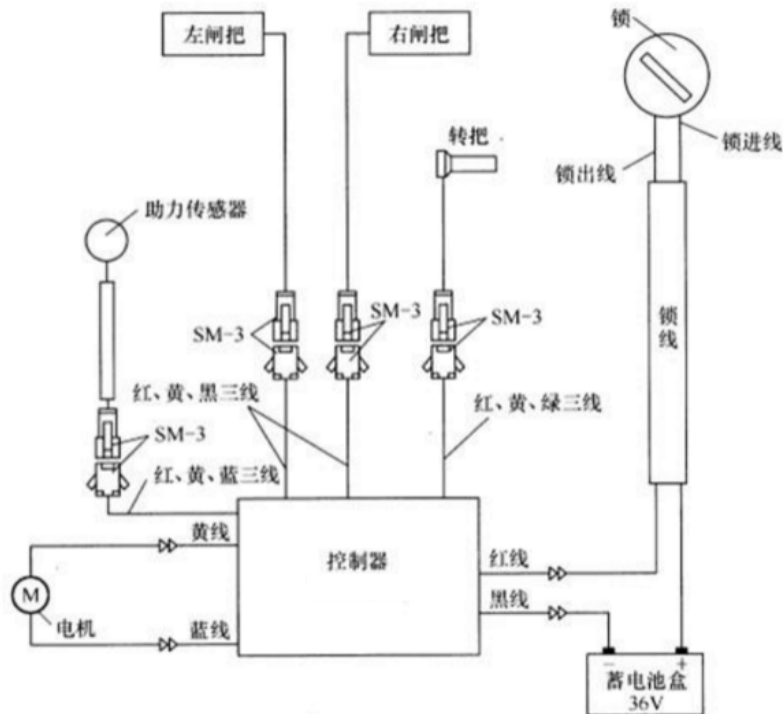 左闸把
右闸把
锁
转把
锁进线
锁出线
助力传感器
SM-3
SM-3
SM-3
锁线
红、黄、黑三线
红、黄、绿三线
SM-3
红、黄、蓝三线
黄线
控制器
红线
M
黑线
电机
蓝线
− +
蓄电池盒
36V